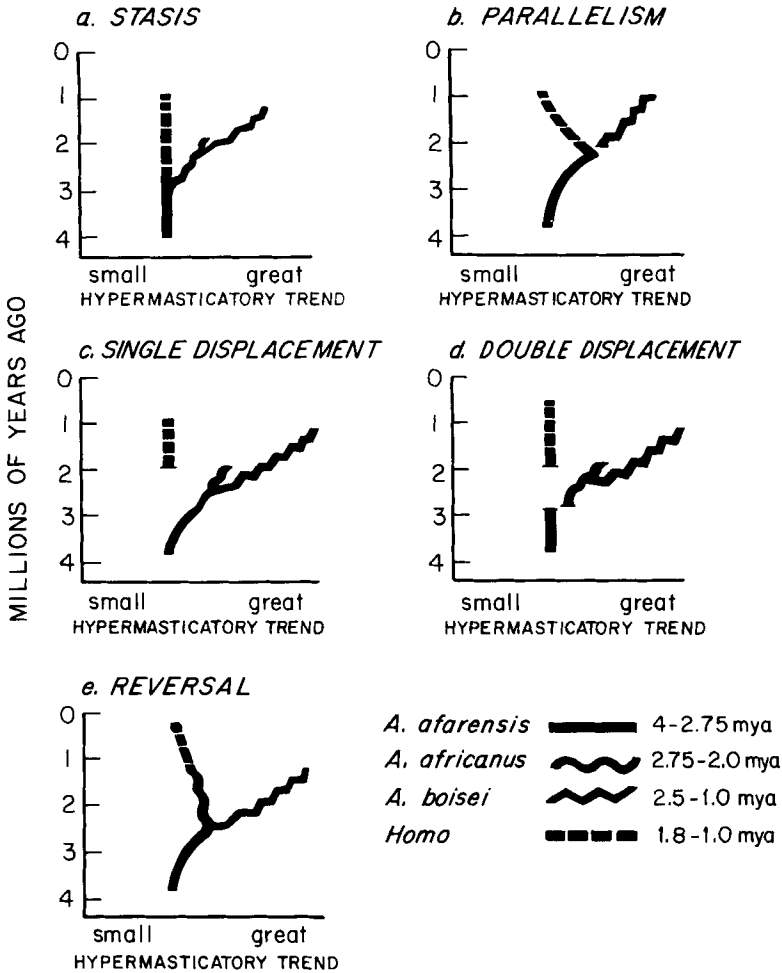 a. STASIS
0
1
2
3
4
small great
HYPERMASTICATORY TREND
b. PARALLELISM
0
1
2
3
4
small great
HYPERMASTICATORY TREND
MILLIONS OF YEARS AGO
c. SINGLE DISPLACEMENT
0
1
2
3
4
small great
HYPERMASTICATORY TREND
d. DOUBLE DISPLACEMENT
0
1
2
3
4
small great
HYPERMASTICATORY TREND
e. REVERSAL
0
1
2
3
4
small great
HYPERMASTICATORY TREND
A. afarensis 4-2.75 mya
A. africanus 2.75-2.0 mya
A. boisei 2.5-1.0 mya
Homo 1.8-1.0 mya